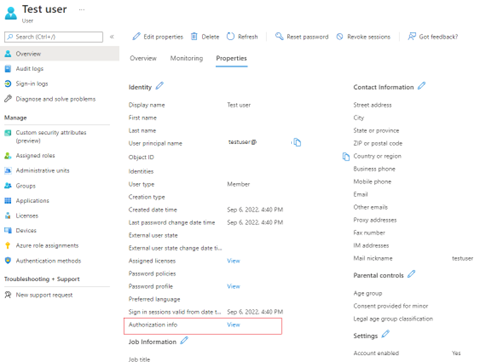 Test user
User
Search (Ctrl+/)
Edit properties
Delete
Refresh
Reset password
Revoke sessions
Got feedback?
Overview
Audit logs
Sign-in logs
Diagnose and solve problems
Manage
Custom security attributes
(preview)
Assigned roles
Administrative units
Groups
Applications
Licenses
Devices
Azure role assignments
Authentication methods
Troubleshooting + Support
New support request
Overview
Monitoring
Properties
Identity
Display name Test user
First name
Last name
User principal name testuser@
Object ID
Identities
User type Member
Creation type
Created date time Sep 6, 2022, 4:40 PM
Last password change date time Sep 6, 2022, 4:40 PM
External user state
External user state change date ti...
Assigned licenses View
Password policies
Password profile View
Preferred language
Sign in sessions valid from date t... Sep 6, 2022, 4:40 PM
Authorization info View
Job Information
Job title
Contact Information
Street address
City
State or province
ZIP or postal code
Country or region
Business phone
Mobile phone
Email
Other emails
Proxy addresses
Fax number
IM addresses
Mail nickname testuser
Parental controls
Age group
Consent provided for minor
Legal age group classification
Settings
Account enabled Yes